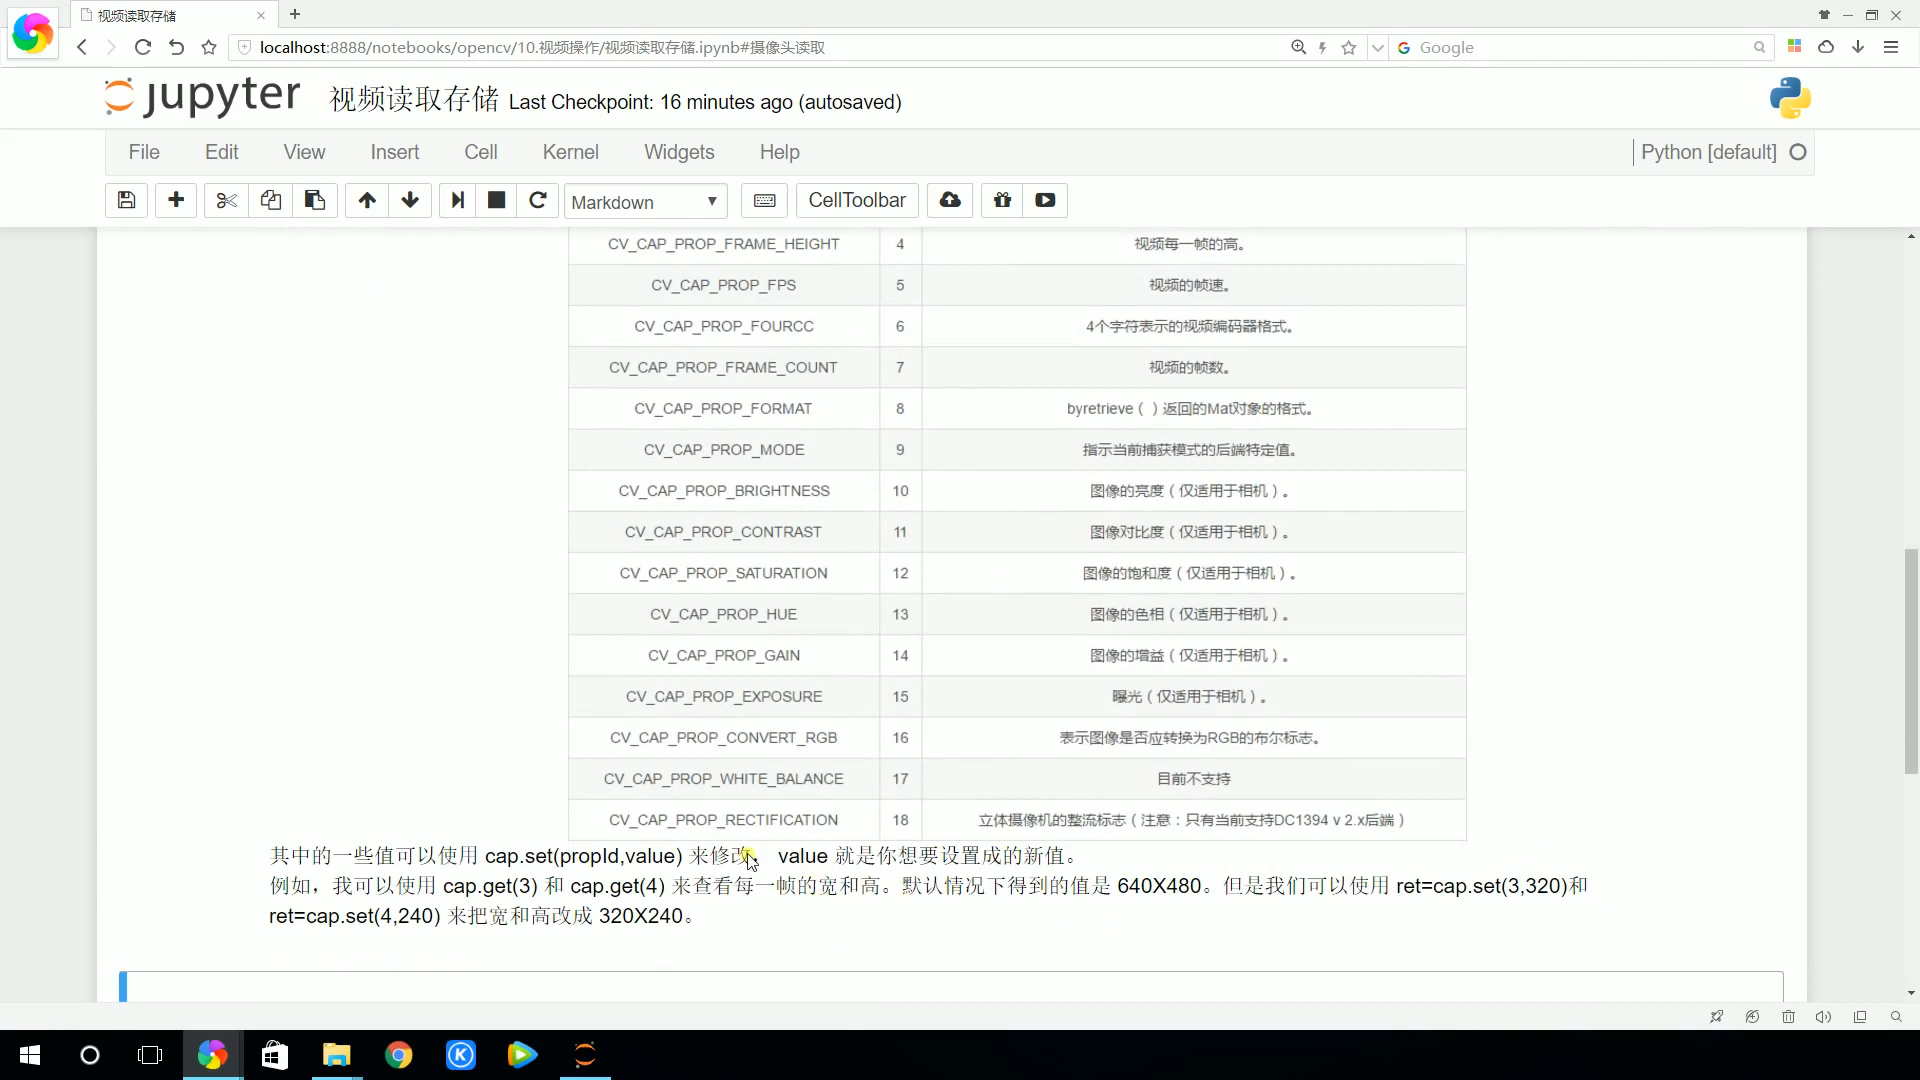 视频读取存储
localhost:8888/notebooks/opencv/10.视频操作/视频读取存储.ipynb#摄像头读取
Google
jupyter 视频读取存储 Last Checkpoint: 16 minutes ago (autosaved)
File Edit View Insert Cell Kernel Widgets Help Python [default]
Markdown CellToolbar
CV_CAP_PROP_FRAME_HEIGHT 4 视频每一帧的高。
CV_CAP_PROP_FPS 5 视频的帧速。
CV_CAP_PROP_FOURCC 6 4个字符表示的视频编码器格式。
CV_CAP_PROP_FRAME_COUNT 7 视频的帧数。
CV_CAP_PROP_FORMAT 8 byretrieve（ ）返回的Mat对象的格式。
CV_CAP_PROP_MODE 9 指示当前捕获模式的后端特定值。
CV_CAP_PROP_BRIGHTNESS 10 图像的亮度（仅适用于相机）。
CV_CAP_PROP_CONTRAST 11 图像对比度（仅适用于相机）。
CV_CAP_PROP_SATURATION 12 图像的饱和度（仅适用于相机）。
CV_CAP_PROP_HUE 13 图像的色相（仅适用于相机）。
CV_CAP_PROP_GAIN 14 图像的增益（仅适用于相机）。
CV_CAP_PROP_EXPOSURE 15 曝光（仅适用于相机）。
CV_CAP_PROP_CONVERT_RGB 16 表示图像是否应转换为RGB的布尔标志。
CV_CAP_PROP_WHITE_BALANCE 17 目前不支持
CV_CAP_PROP_RECTIFICATION 18 立体摄像机的整流标志（注意：只有当前支持DC1394 v 2.x后端）
其中的一些值可以使用 cap.set(propId,value) 来修改， value 就是你想要设置成的新值。
例如，我可以使用 cap.get(3) 和 cap.get(4) 来查看每一帧的宽和高。默认情况下得到的值是 640X480。但是我们可以使用 ret=cap.set(3,320)和
ret=cap.set(4,240) 来把宽和高改成 320X240。